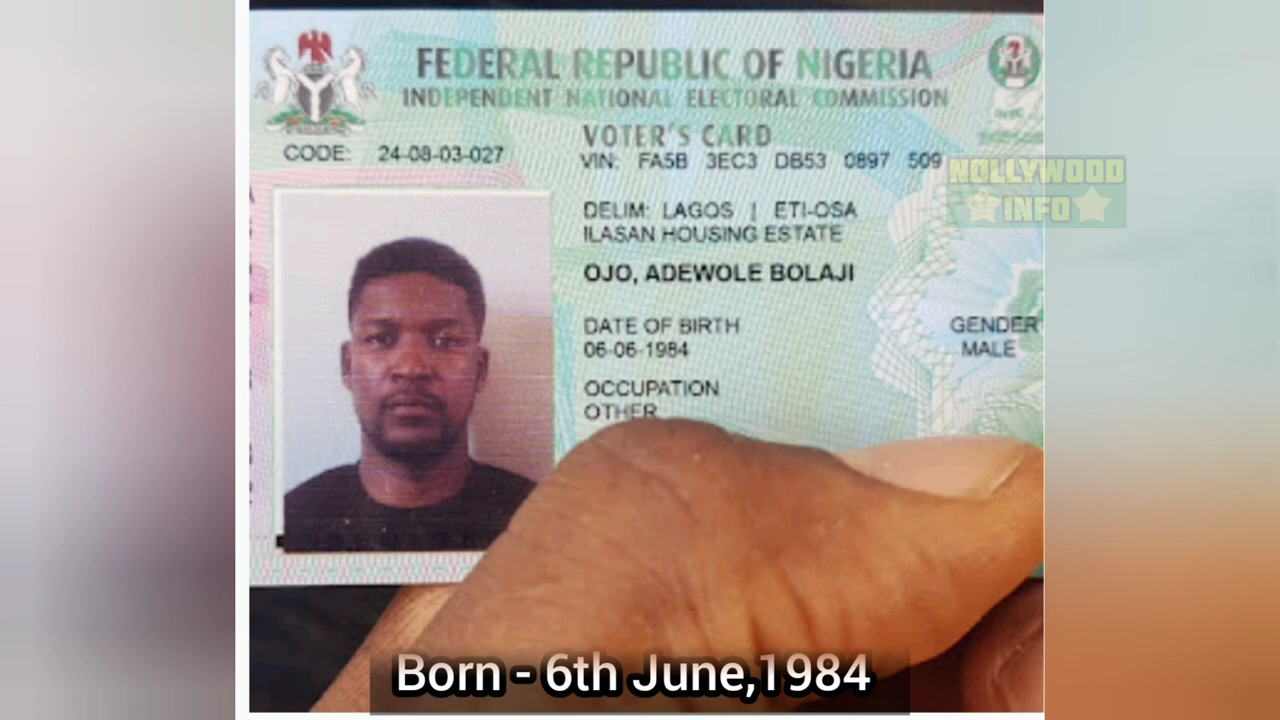 FEDERAL REPUBLIC OF NIGERIA
INDEPENDENT NATIONAL ELECTORAL COMMISSION
VOTER'S CARD
CODE: 24-08-03-027
VIN: FA5B 3EC3 DB53 0897 509
NOLLYWOOD
INFO
DELIM: LAGOS | ETI-OSA
ILASAN HOUSING ESTATE
OJO, ADEWOLE BOLAJI
DATE OF BIRTH
06-06-1984
GENDER
MALE
OCCUPATION
OTHER
Born - 6th June,1984